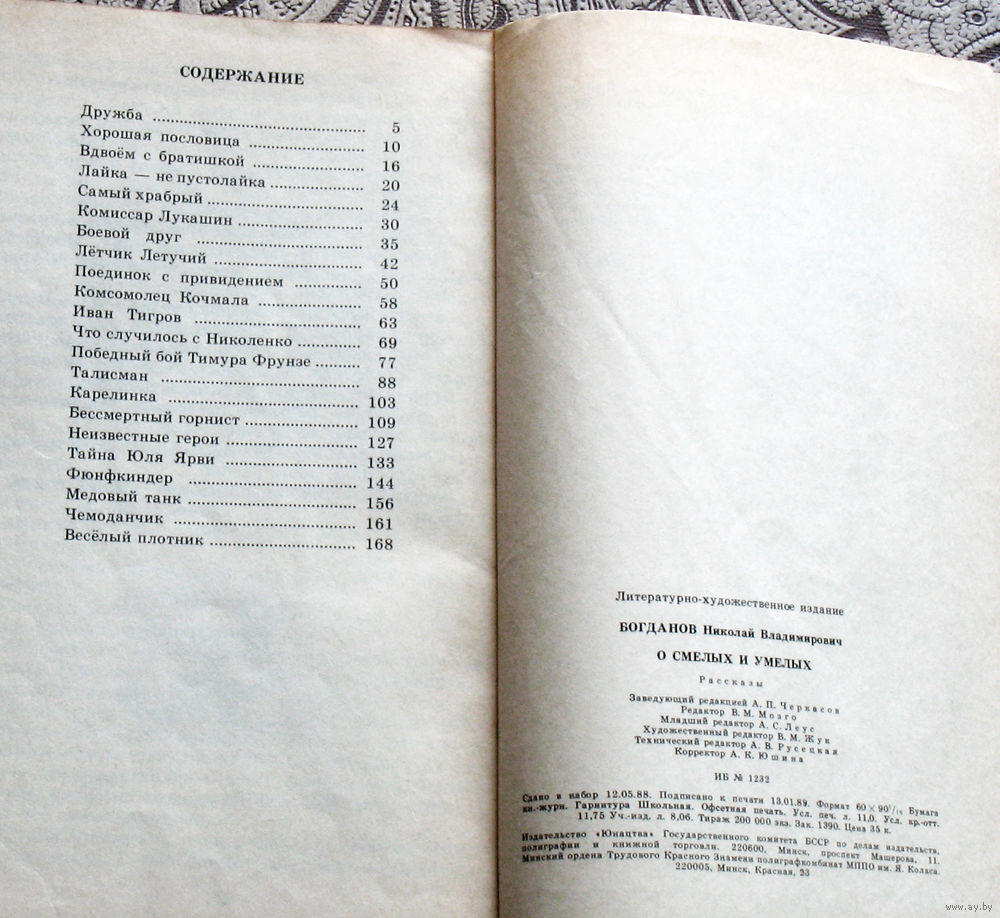 СОДЕРЖАНИЕ
Дружба ..... 5
Хорошая пословица ..... 10
Вдвоём с братишкой ..... 16
Лайка — не пустолайка ..... 20
Самый храбрый ..... 24
Комиссар Лукашин ..... 30
Боевой друг ..... 35
Лётчик Летучий ..... 42
Поединок с привидением ..... 50
Комсомолец Кочмала ..... 58
Иван Тигров ..... 63
Что случилось с Николенко ..... 69
Победный бой Тимура Фрунзе ..... 77
Талисман ..... 88
Карелинка ..... 103
Бессмертный горнист ..... 109
Неизвестные герои ..... 127
Тайна Юля Ярви ..... 133
Фюнфкиндер ..... 144
Медовый танк ..... 156
Чемоданчик ..... 161
Весёлый плотник ..... 168
Литературно-художественное издание
БОГДАНОВ Николай Владимирович
О СМЕЛЫХ И УМЕЛЫХ
Рассказы
Заведующий редакцией А. П. Черкасов
Редактор В. М. Мозго
Младший редактор А. С. Леус
Художественный редактор В. М. Жук
Технический редактор А. В. Русецкая
Корректор А. К. Юшина
ИБ № 1232
Сдано в набор 12.05.88. Подписано к печати 13.01.89. Формат 60×90¹/₁₆ Бумага
кн.-журн. Гарнитура Школьная. Офсетная печать. Усл. печ. л. 11,0. Усл. кр.-отт.
11,75 Уч.-изд. л. 8,06. Тираж 200 000 экз. Зак. 1390. Цена 35 к.
Издательство «Юнацтва» Государственного комитета БССР по делам издательств,
полиграфии и книжной торговли. 220600, Минск, проспект Машерова, 11.
Минский ордена Трудового Красного Знамени полиграфкомбинат МППО им. Я. Коласа.
220005, Минск, Красная, 23
www.ay.by